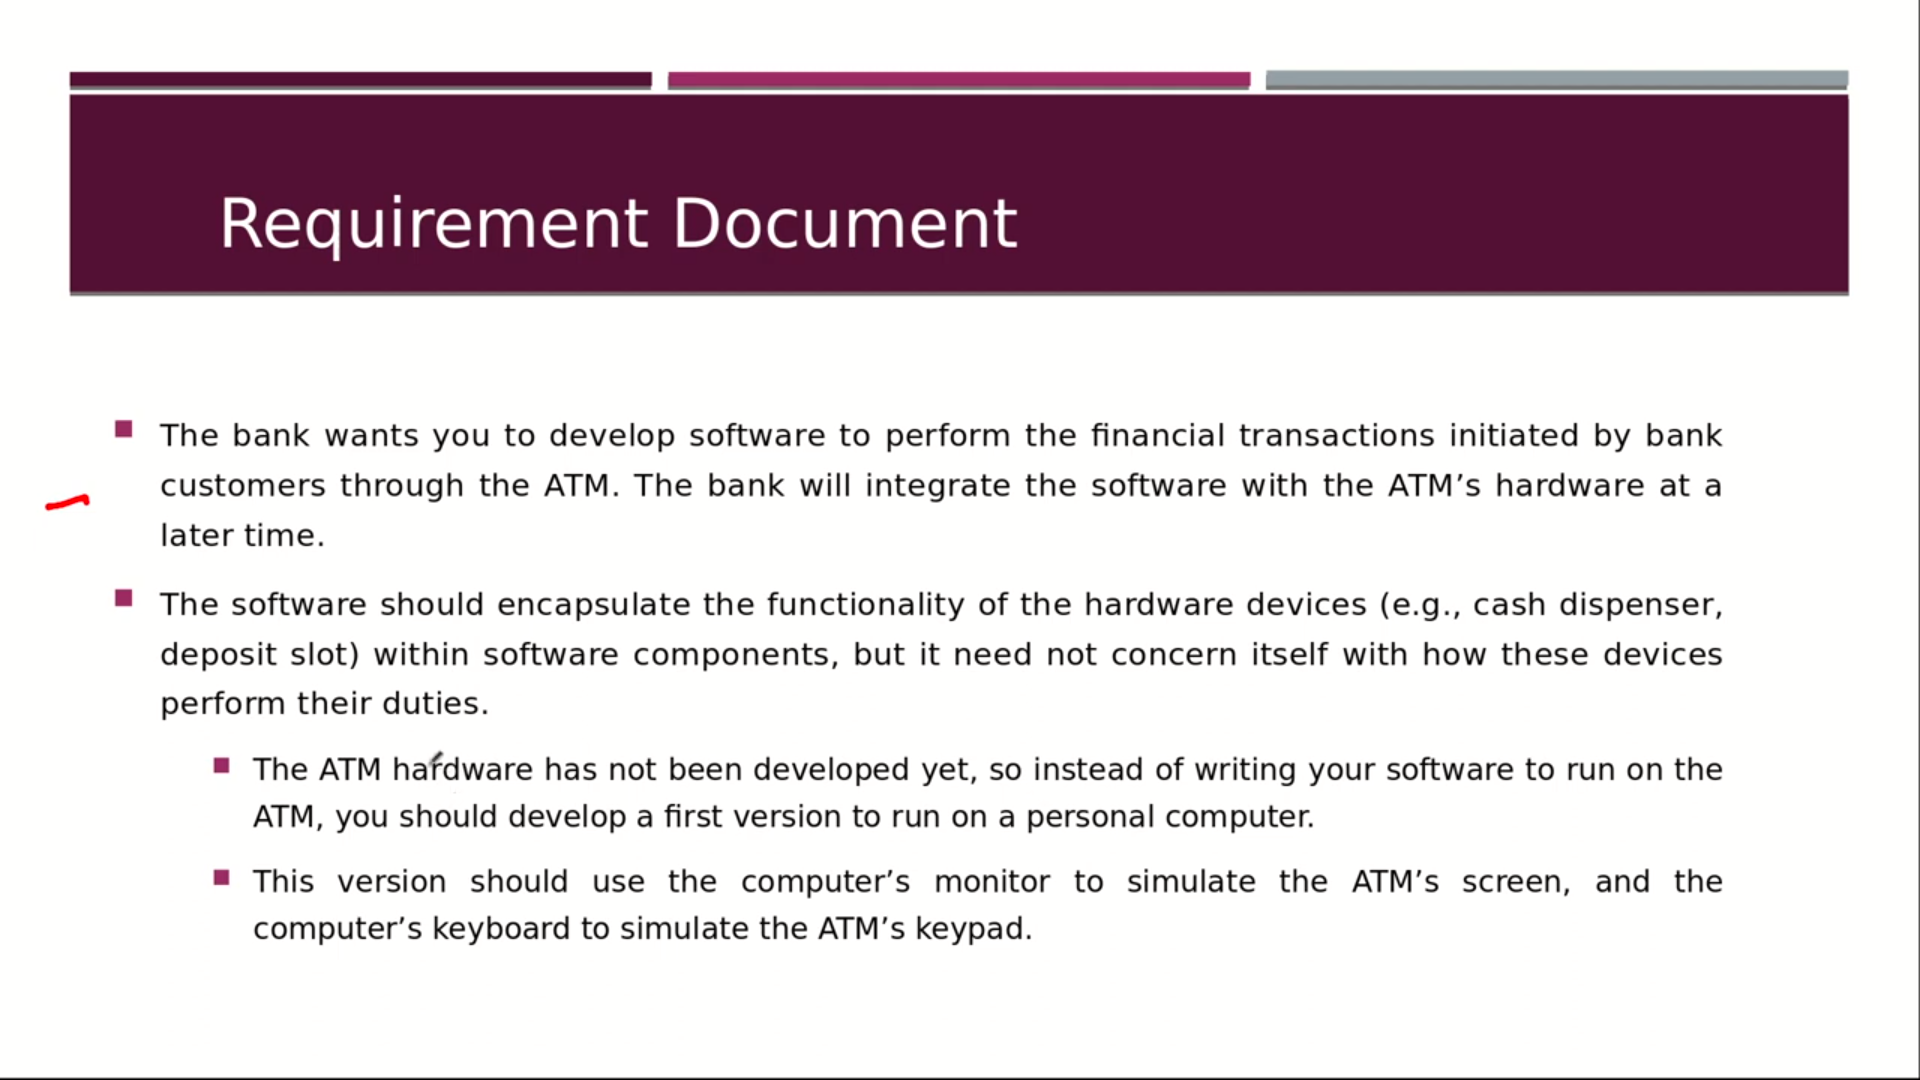 Requirement Document
The bank wants you to develop software to perform the financial transactions initiated by bank
customers through the ATM. The bank will integrate the software with the ATM’s hardware at a
later time.
The software should encapsulate the functionality of the hardware devices (e.g., cash dispenser,
deposit slot) within software components, but it need not concern itself with how these devices
perform their duties.
The ATM hardware has not been developed yet, so instead of writing your software to run on the
ATM, you should develop a first version to run on a personal computer.
This version should use the computer’s monitor to simulate the ATM’s screen, and the
computer’s keyboard to simulate the ATM’s keypad.